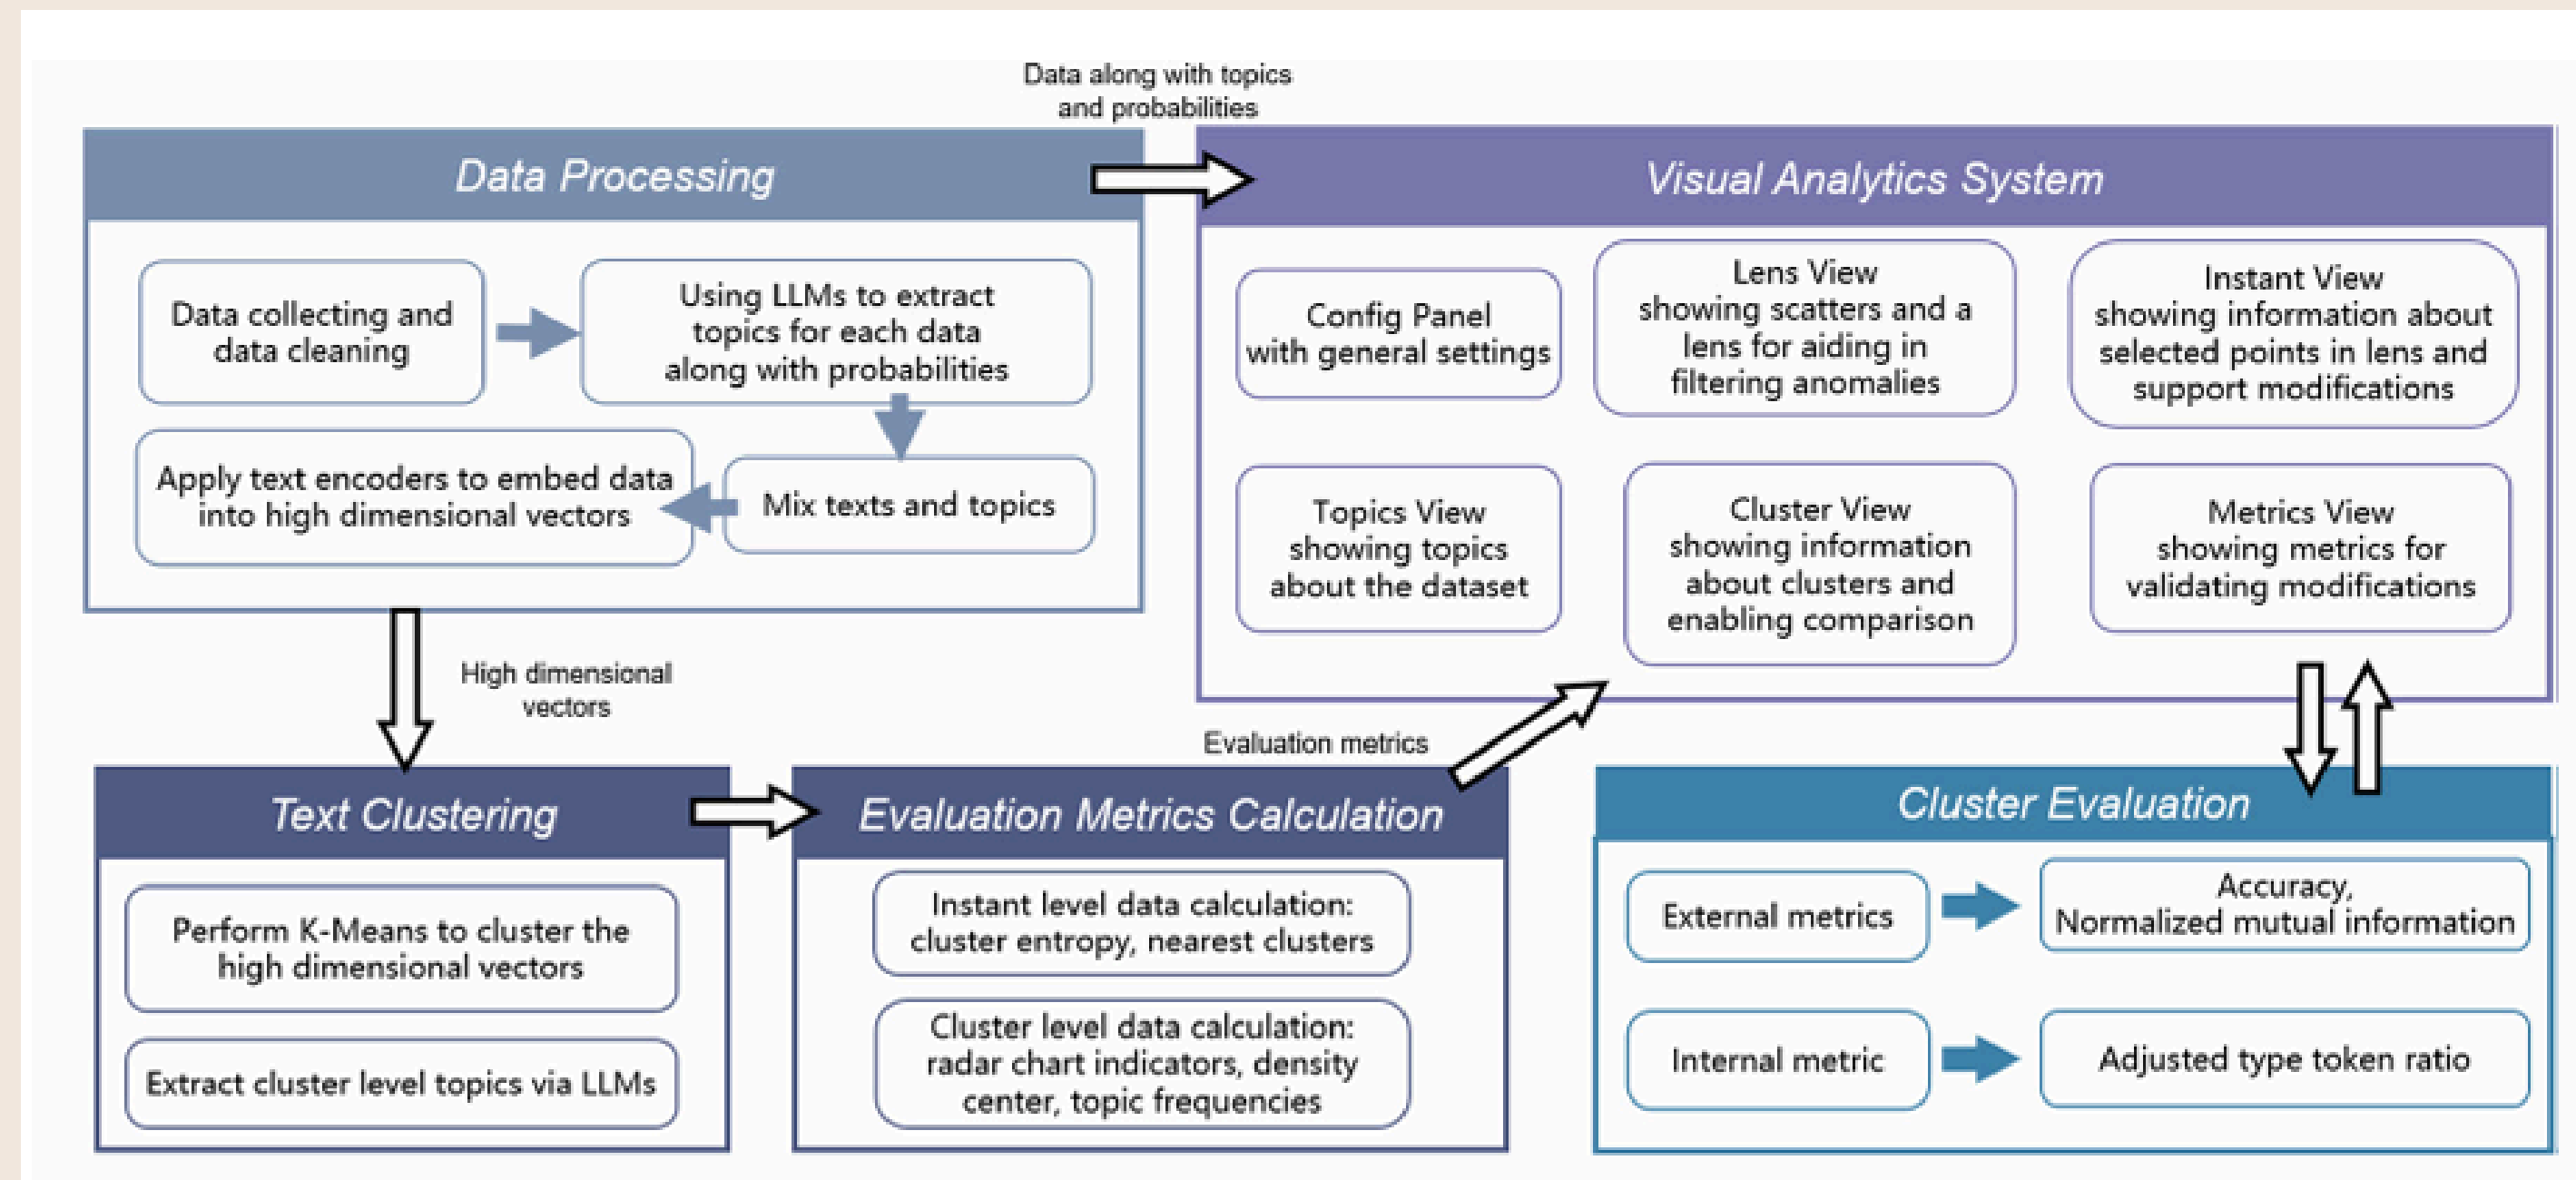 Data along with topics
and probabilities
Data Processing
Data collecting and
data cleaning
Using LLMs to extract
topics for each data
along with probabilities
Apply text encoders to embed data
into high dimensional vectors
Mix texts and topics
Visual Analytics System
Config Panel
with general settings
Lens View
showing scatters and a
lens for aiding in
filtering anomalies
Instant View
showing information about
selected points in lens and
support modifications
Topics View
showing topics
about the dataset
Cluster View
showing information
about clusters and
enabling comparison
Metrics View
showing metrics for
validating modifications
High dimensional
vectors
Evaluation metrics
Text Clustering
Perform K-Means to cluster the
high dimensional vectors
Extract cluster level topics via LLMs
Evaluation Metrics Calculation
Instant level data calculation:
cluster entropy, nearest clusters
Cluster level data calculation:
radar chart indicators, density
center, topic frequencies
Cluster Evaluation
External metrics
Accuracy,
Normalized mutual information
Internal metric
Adjusted type token ratio